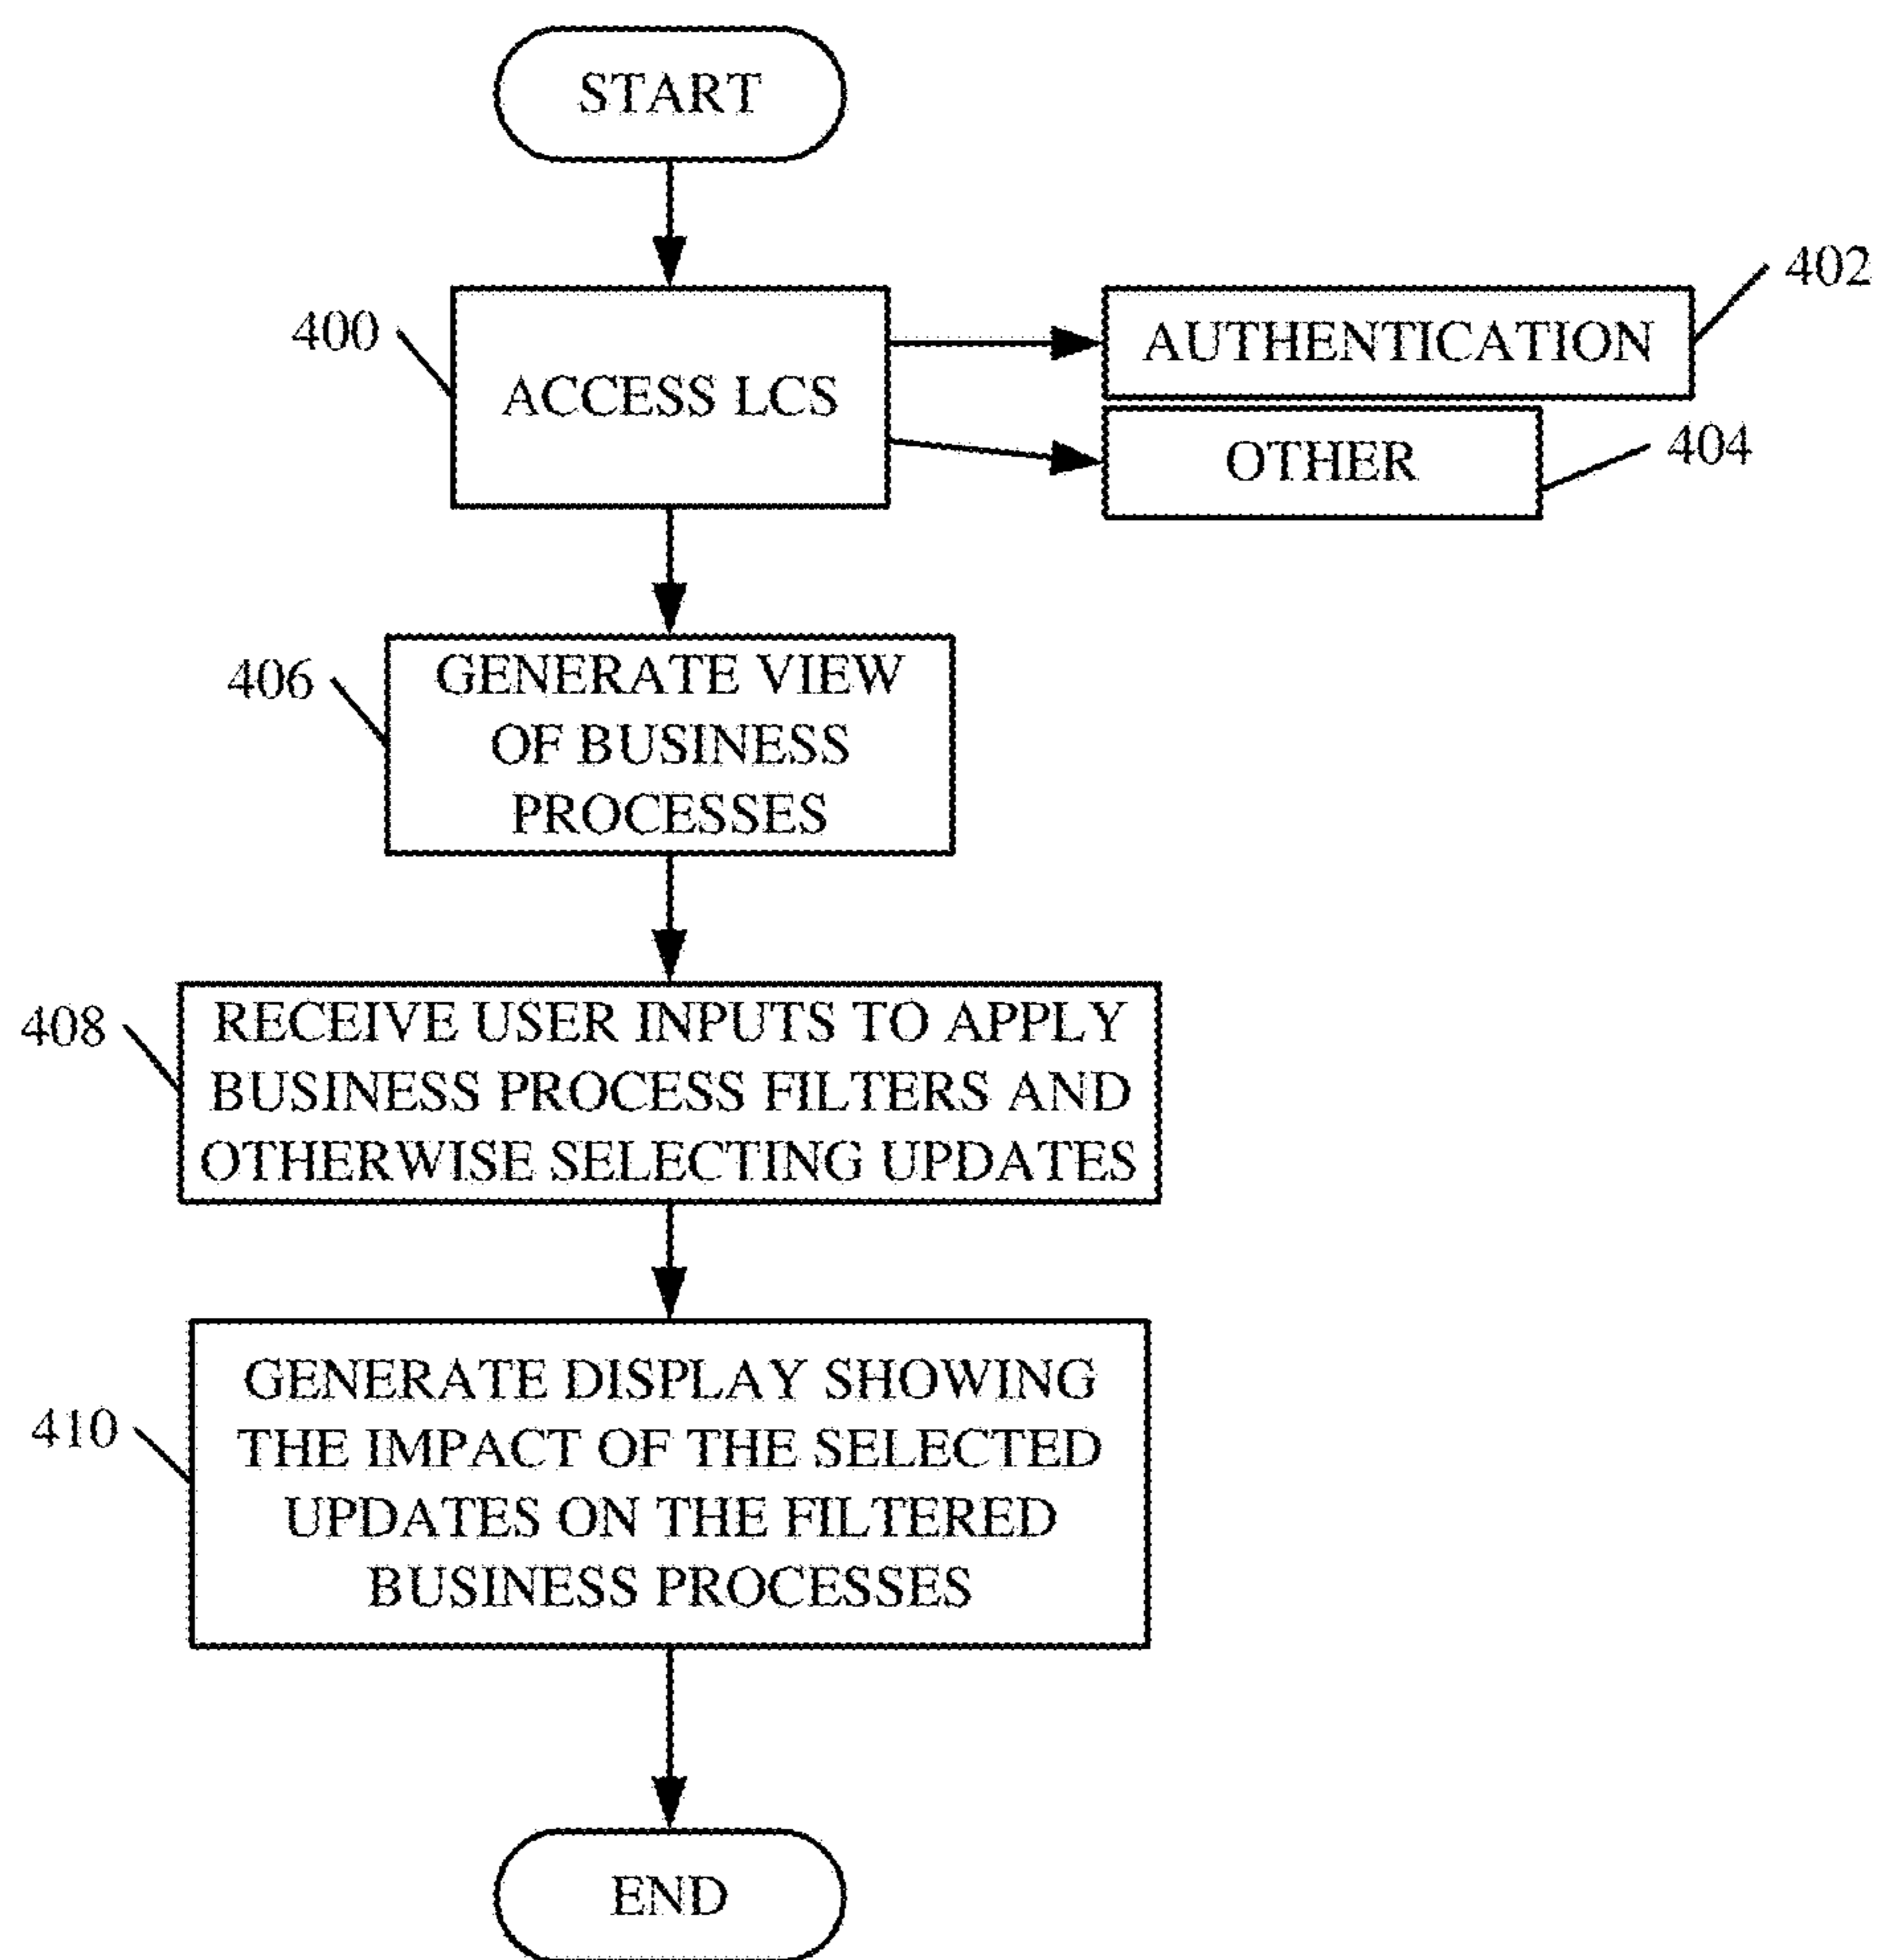 START
400
ACCESS LCS
AUTHENTICATION
402
OTHER
404
406
GENERATE VIEW
OF BUSINESS
PROCESSES
408
RECEIVE USER INPUTS TO APPLY
BUSINESS PROCESS FILTERS AND
OTHERWISE SELECTING UPDATES
410
GENERATE DISPLAY SHOWING
THE IMPACT OF THE SELECTED
UPDATES ON THE FILTERED
BUSINESS PROCESSES
END